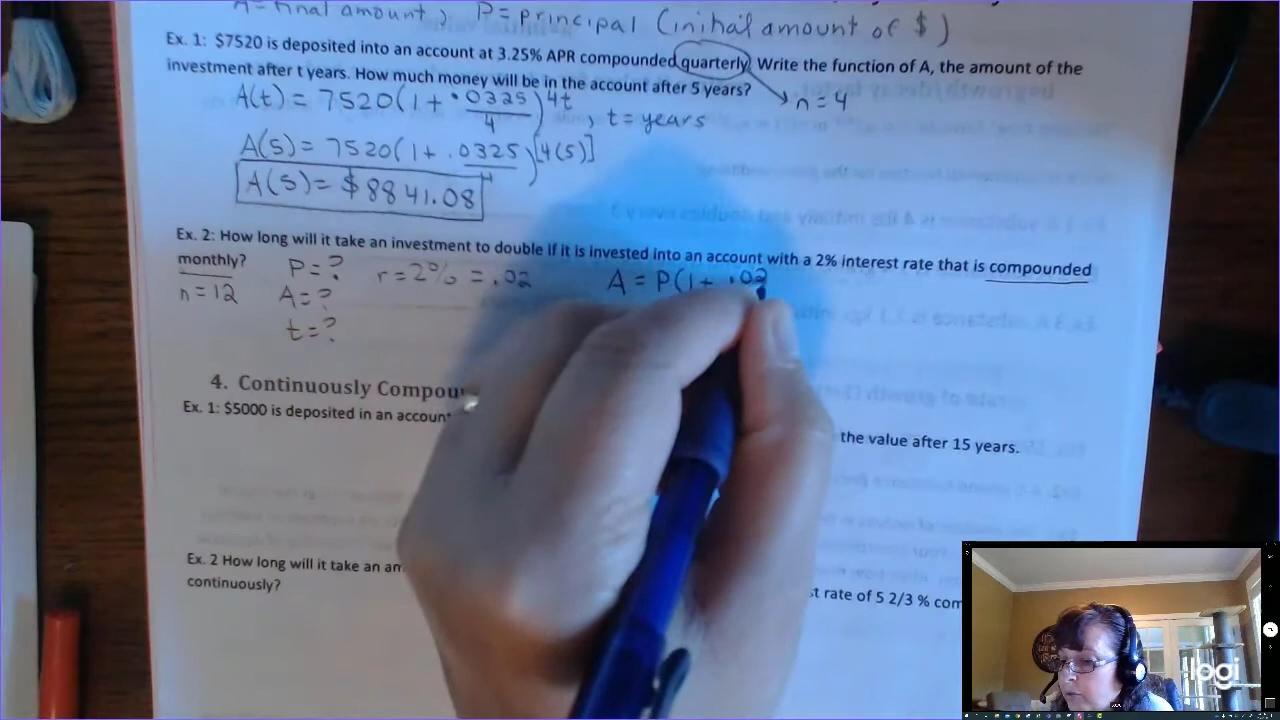 A = final amount, P = principal (initial amount of $)
Ex. 1: $7520 is deposited into an account at 3.25% APR compounded quarterly. Write the function of A, the amount of the
investment after t years. How much money will be in the account after 5 years?
n = 4
A(t) = 7520(1 + .0325/4)^4t, t = years
A(5) = 7520(1 + .0325/4)^[4(5)]
A(5) = $8841.08
Ex. 2: How long will it take an investment to double if it is invested into an account with a 2% interest rate that is compounded
monthly?
P = ? r = 2% = .02 A = P(1 + .02
n = 12 A = ?
t = ?
4. Continuously Compou
Ex. 1: $5000 is deposited in an account the value after 15 years.
Ex. 2 How long will it take an am st rate of 5 2/3 % com
continuously?
logi